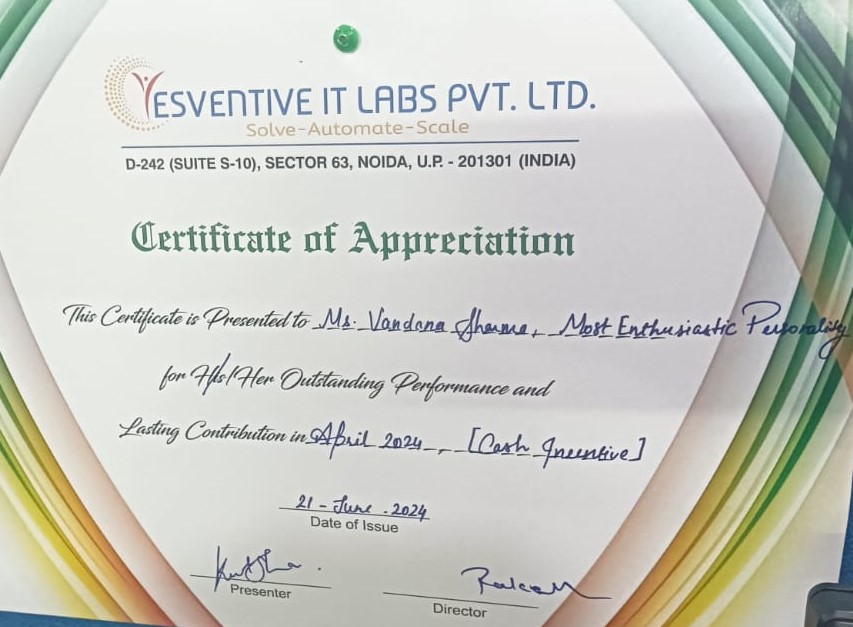 YESVENTIVE IT LABS PVT. LTD.
Solve-Automate-Scale
D-242 (SUITE S-10), SECTOR 63, NOIDA, U.P. - 201301 (INDIA)
Certificate of Appreciation
This Certificate is Presented to Ms. Vandana Sharma, Most Enthusiastic Personality
for His/Her Outstanding Performance and
Lasting Contribution in April 2024, [Cash Incentive]
21 - June . 2024
Date of Issue
Presenter
Director